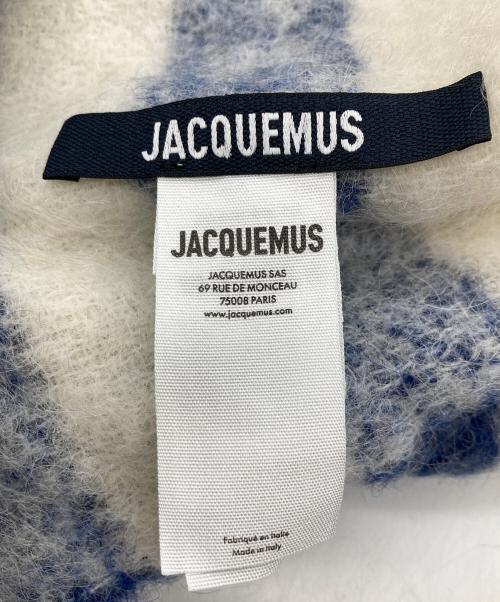 JACQUEMUS
JACQUEMUS
JACQUEMUS SAS
69 RUE DE MONCEAU
75008 PARIS
www.jacquemus.com
Fabriqué en Italie
Made in Italy